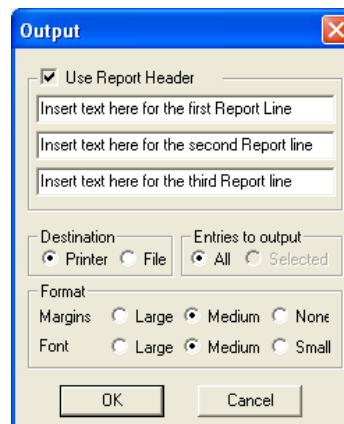 Output
Use Report Header
Insert text here for the first Report Line
Insert text here for the second Report line
Insert text here for the third Report line
Destination
Printer File
Entries to output
All Selected
Format
Margins Large Medium None
Font Large Medium Small
OK Cancel